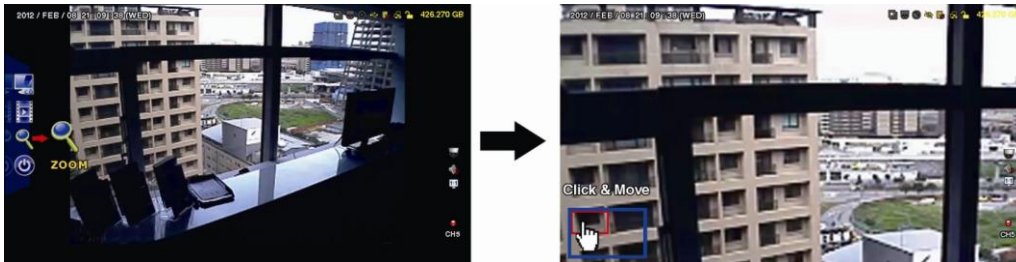 2012 / FEB / 08 21 : 09 : 38 (WED)
426.270 GB
ZOOM
CH5
2012 / FEB / 08 21 : 09 : 38 (WED)
Click & Move
CH5